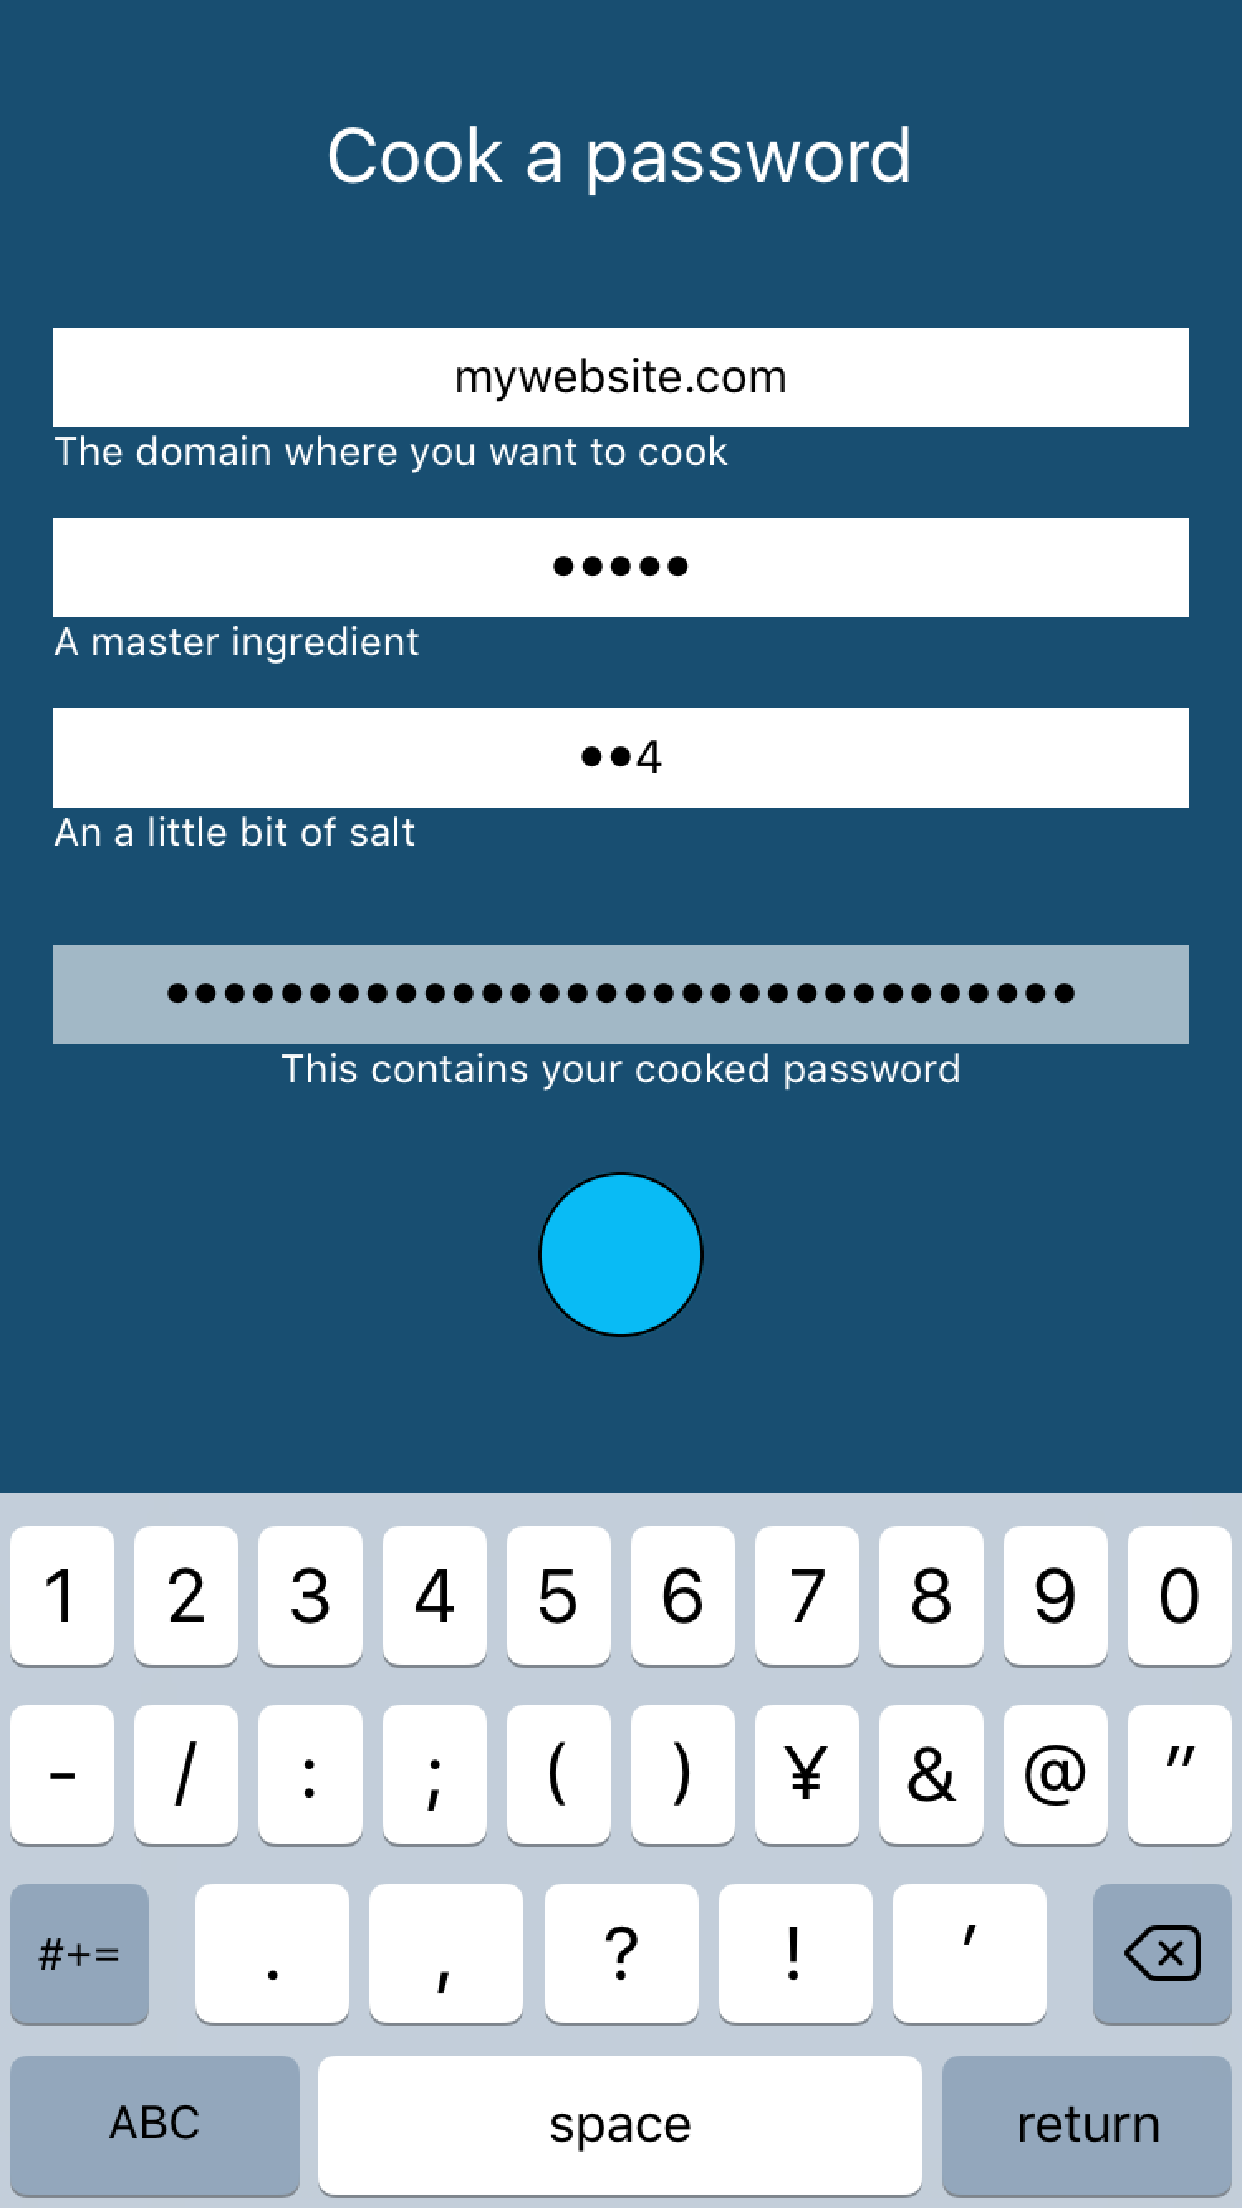 Cook a password
mywebsite.com
The domain where you want to cook
•••••
A master ingredient
••4
An a little bit of salt
••••••••••••••••••••••••••••••••
This contains your cooked password
1 2 3 4 5 6 7 8 9 0
- / : ; ( ) ¥ & @ "
#+= . , ? ! '
ABC space return